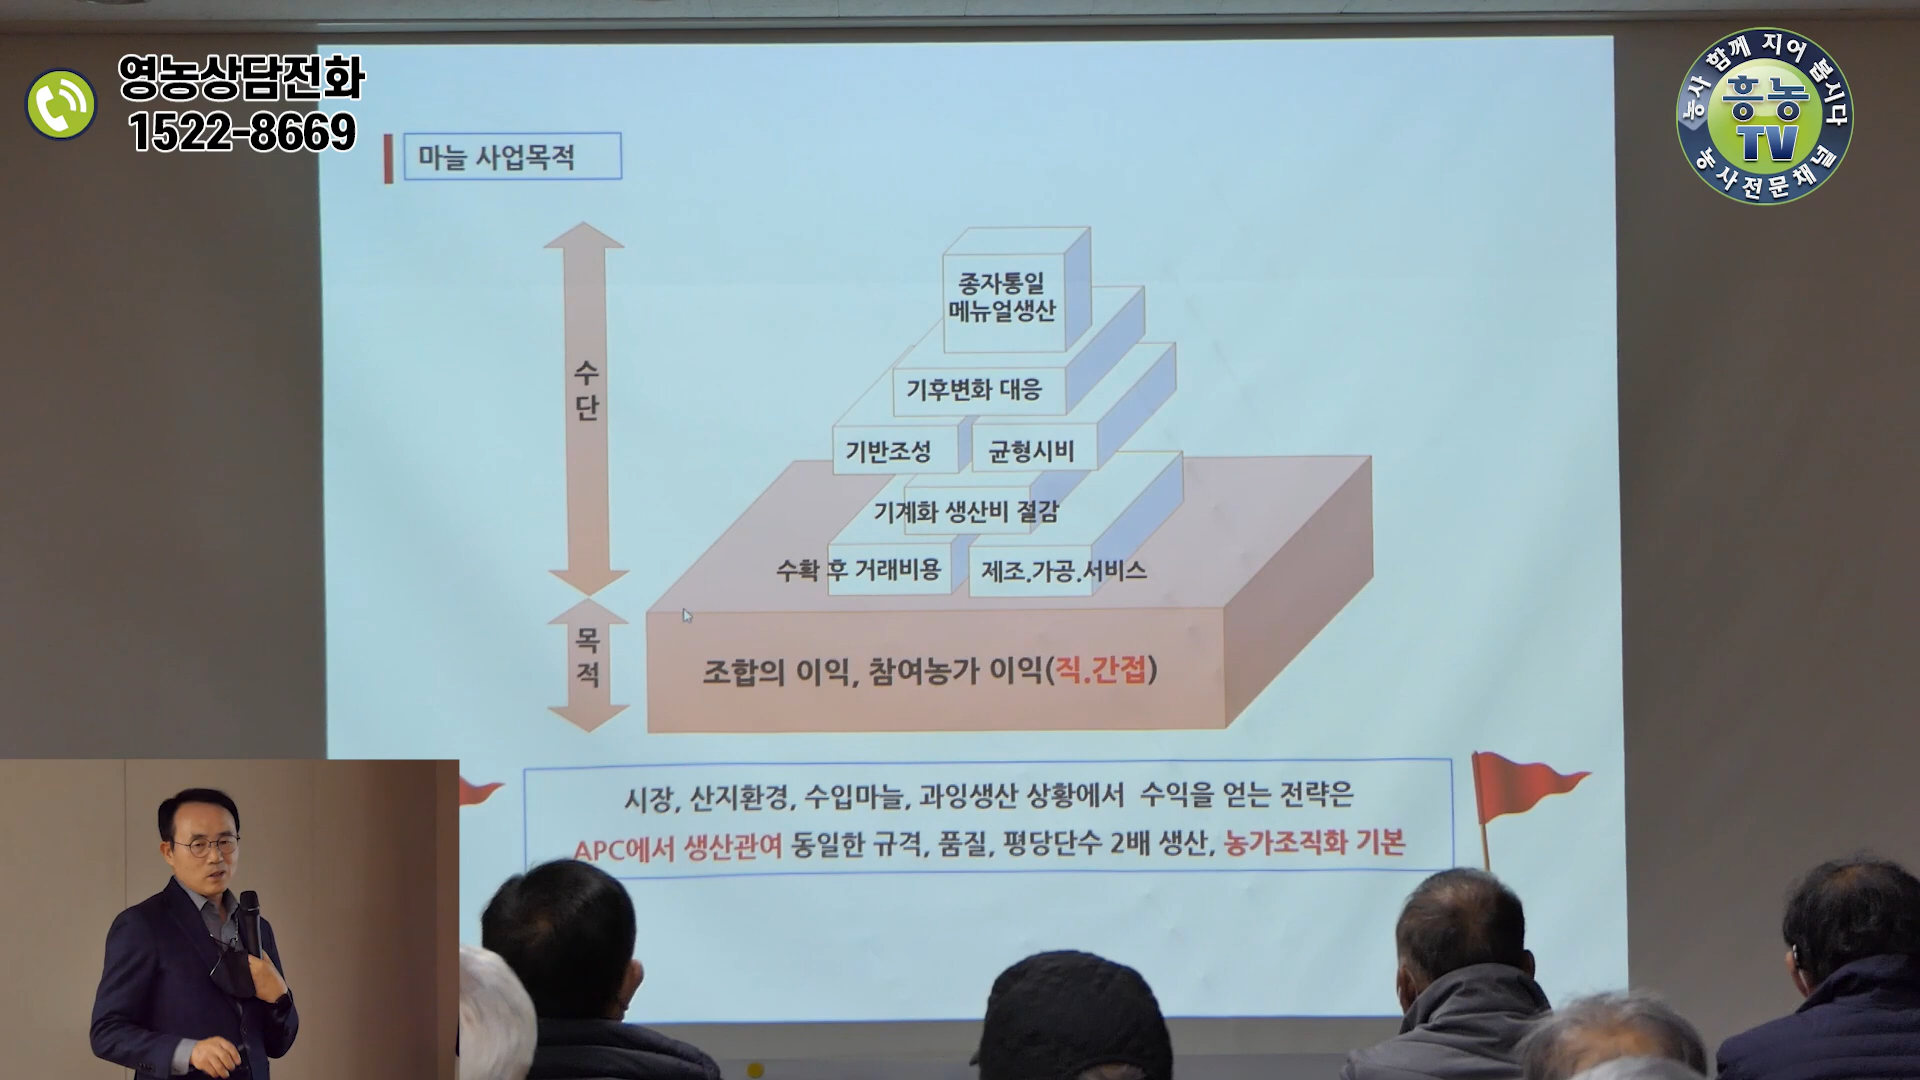 영농상담전화
1522-8669
농사 함께 지어 봅시다
흥농
TV
농사전문채널
마늘 사업목적
수단
목적
종자통일
메뉴얼생산
기후변화 대응
기반조성
균형시비
기계화 생산비 절감
수확 후 거래비용
제조.가공.서비스
조합의 이익, 참여농가 이익(직.간접)
시장, 산지환경, 수입마늘, 과잉생산 상황에서 수익을 얻는 전략은
APC에서 생산관여 동일한 규격, 품질, 평당단수 2배 생산, 농가조직화 기본